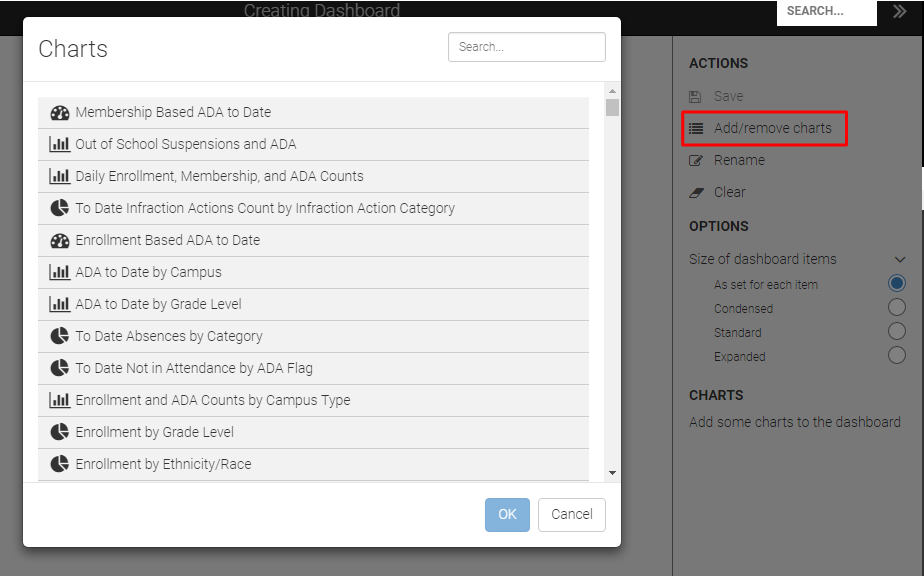 Creating Dashboard
SEARCH...
Charts
Search...
Membership Based ADA to Date
Out of School Suspensions and ADA
Daily Enrollment, Membership, and ADA Counts
To Date Infraction Actions Count by Infraction Action Category
Enrollment Based ADA to Date
ADA to Date by Campus
ADA to Date by Grade Level
To Date Absences by Category
To Date Not in Attendance by ADA Flag
Enrollment and ADA Counts by Campus Type
Enrollment by Grade Level
Enrollment by Ethnicity/Race
OK
Cancel
ACTIONS
Save
Add/remove charts
Rename
Clear
OPTIONS
Size of dashboard items
As set for each item
Condensed
Standard
Expanded
CHARTS
Add some charts to the dashboard